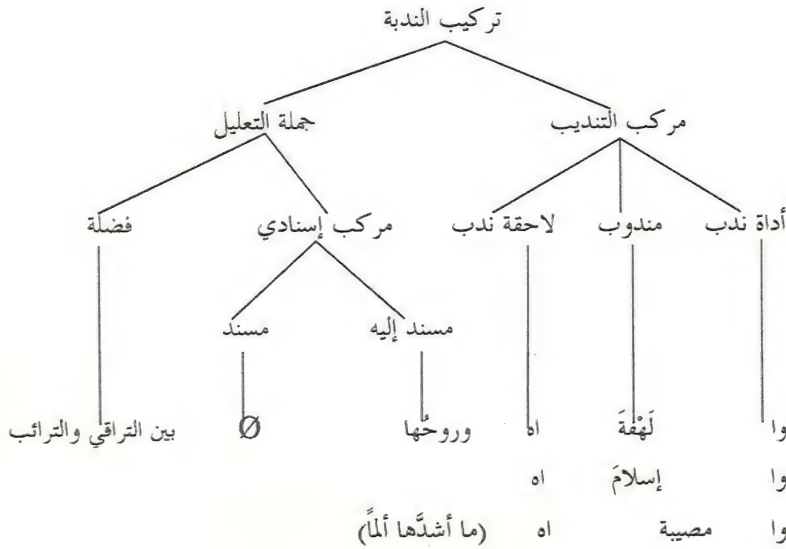 تركيب الندبة
مركب التنديب جملة التعليل
أداة ندب مندوب لاحقة ندب مركب إسنادي فضلة
مسند إليه مسند
وا لَهْفَةَ اه وروحُها Ø بين التراقي والترائب
وا إسلامَ اه
وا مصيبة اه (ما أشدَّها ألماً)